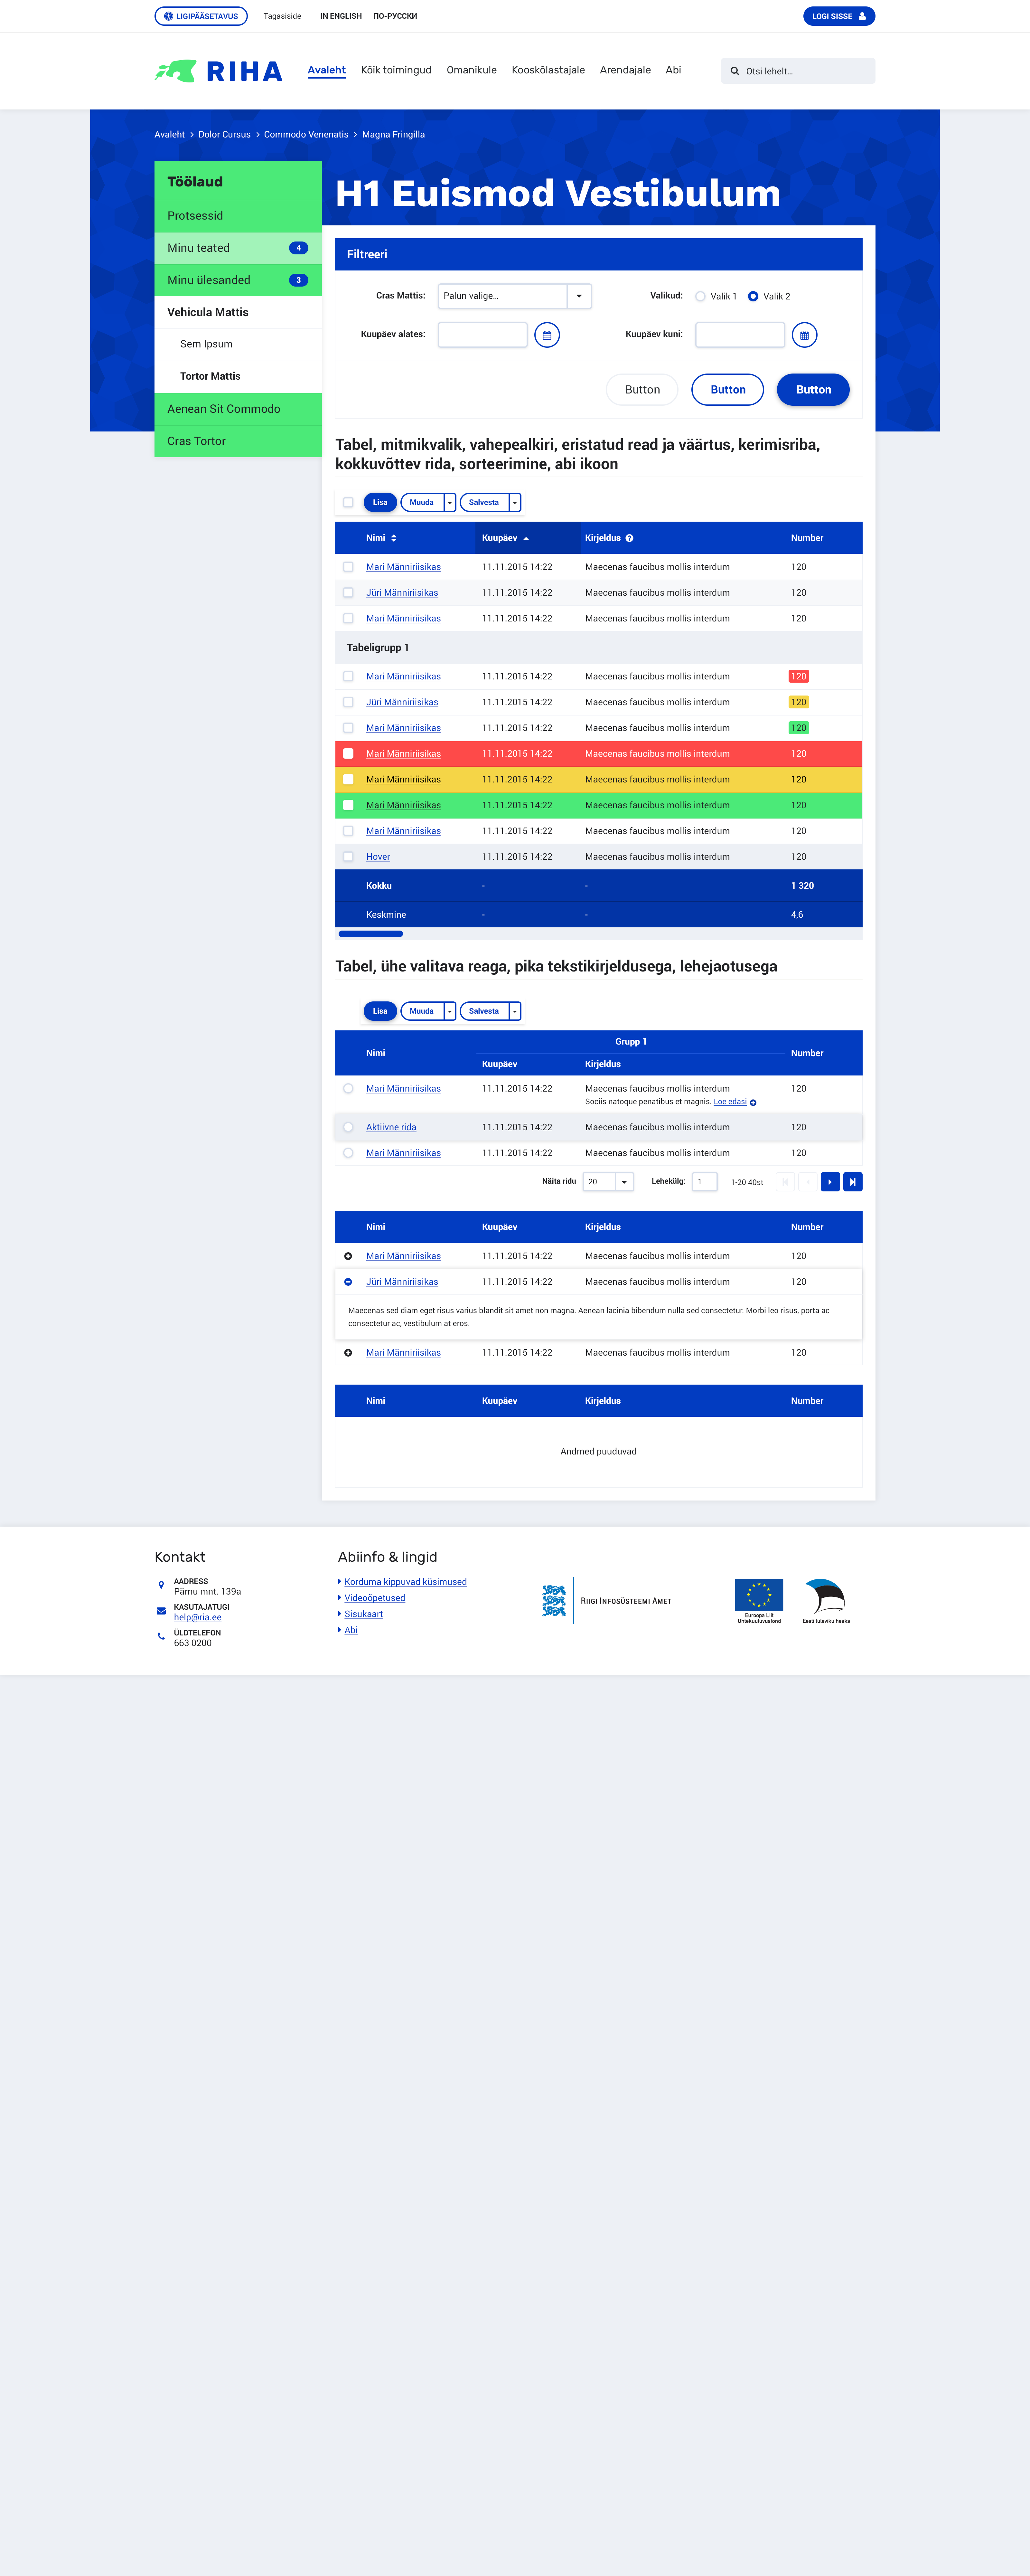 LIGIPÄÄSETAVUS Tagasiside IN ENGLISH ПО-РУССКИ LOGI SISSE
RIHA Avaleht Kõik toimingud Omanikule Kooskõlastajale Arendajale Abi Otsi lehelt...
Avaleht > Dolor Cursus > Commodo Venenatis > Magna Fringilla
Töölaud
Protsessid
Minu teated 4
Minu ülesanded 3
Vehicula Mattis
Sem Ipsum
Tortor Mattis
Aenean Sit Commodo
Cras Tortor
H1 Euismod Vestibulum
Filtreeri
Cras Mattis: Palun valige... Valikud: Valik 1 Valik 2
Kuupäev alates: Kuupäev kuni:
Button Button Button
Tabel, mitmikvalik, vahepealkiri, eristatud read ja väärtus, kerimisriba,
kokkuvõttev rida, sorteerimine, abi ikoon
Lisa Muuda Salvesta
Nimi Kuupäev Kirjeldus Number
Mari Männiriisikas 11.11.2015 14:22 Maecenas faucibus mollis interdum 120
Jüri Männiriisikas 11.11.2015 14:22 Maecenas faucibus mollis interdum 120
Mari Männiriisikas 11.11.2015 14:22 Maecenas faucibus mollis interdum 120
Tabeligrupp 1
Mari Männiriisikas 11.11.2015 14:22 Maecenas faucibus mollis interdum 120
Jüri Männiriisikas 11.11.2015 14:22 Maecenas faucibus mollis interdum 120
Mari Männiriisikas 11.11.2015 14:22 Maecenas faucibus mollis interdum 120
Mari Männiriisikas 11.11.2015 14:22 Maecenas faucibus mollis interdum 120
Mari Männiriisikas 11.11.2015 14:22 Maecenas faucibus mollis interdum 120
Mari Männiriisikas 11.11.2015 14:22 Maecenas faucibus mollis interdum 120
Mari Männiriisikas 11.11.2015 14:22 Maecenas faucibus mollis interdum 120
Hover 11.11.2015 14:22 Maecenas faucibus mollis interdum 120
Kokku - - 1 320
Keskmine - - 4,6
Tabel, ühe valitava reaga, pika tekstikirjeldusega, lehejaotusega
Lisa Muuda Salvesta
Grupp 1
Nimi Number
Kuupäev Kirjeldus
Mari Männiriisikas 11.11.2015 14:22 Maecenas faucibus mollis interdum 120
Sociis natoque penatibus et magnis. Loe edasi
Aktiivne rida 11.11.2015 14:22 Maecenas faucibus mollis interdum 120
Mari Männiriisikas 11.11.2015 14:22 Maecenas faucibus mollis interdum 120
Näita ridu 20 Lehekülg: 1 1-20 40st
Nimi Kuupäev Kirjeldus Number
Mari Männiriisikas 11.11.2015 14:22 Maecenas faucibus mollis interdum 120
Jüri Männiriisikas 11.11.2015 14:22 Maecenas faucibus mollis interdum 120
Maecenas sed diam eget risus varius blandit sit amet non magna. Aenean lacinia bibendum nulla sed consectetur. Morbi leo risus, porta ac
consectetur ac, vestibulum at eros.
Mari Männiriisikas 11.11.2015 14:22 Maecenas faucibus mollis interdum 120
Nimi Kuupäev Kirjeldus Number
Andmed puuduvad
Kontakt
AADRESS
Pärnu mnt. 139a
KASUTAJATUGI
help@ria.ee
ÜLDTELEFON
663 0200
Abiinfo & lingid
Korduma kippuvad küsimused
Videoõpetused
Sisukaart
Abi
RIIGI INFOSÜSTEEMI AMET
Euroopa Liit
Ühtekuuluvusfond
Eesti tuleviku heaks